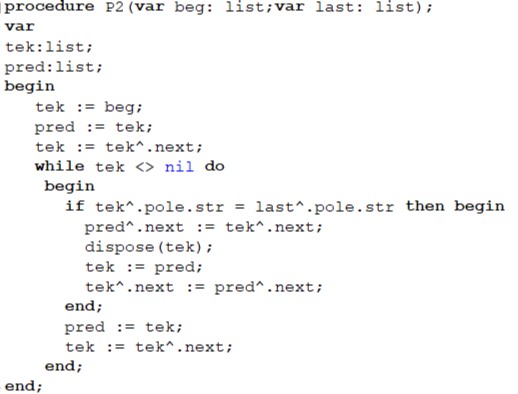 procedure P2(var beg: list;var last: list);
var
tek:list;
pred:list;
begin
tek := beg;
pred := tek;
tek := tek^.next;
while tek <> nil do
begin
if tek^.pole.str = last^.pole.str then begin
pred^.next := tek^.next;
dispose(tek);
tek := pred;
tek^.next := pred^.next;
end;
pred := tek;
tek := tek^.next;
end;
end;